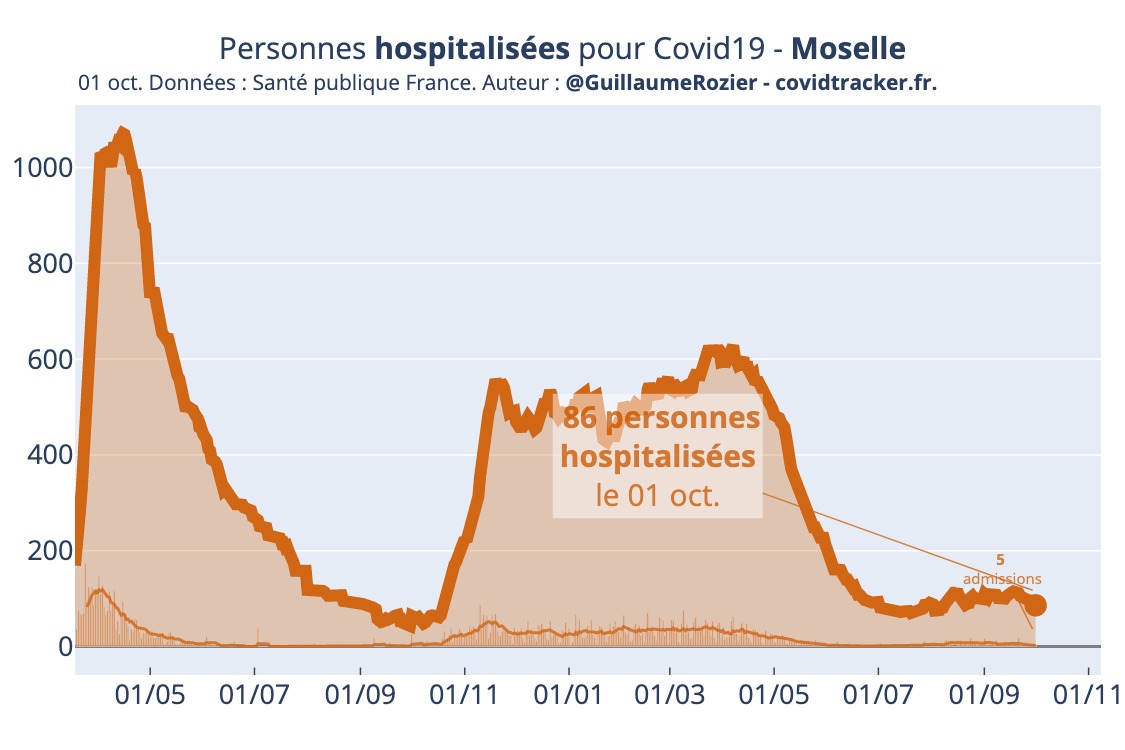 Personnes hospitalisées pour Covid19 - Moselle
01 oct. Données : Santé publique France. Auteur : @GuillaumeRozier - covidtracker.fr.
1000
800
600
400
200
0
86 personnes
hospitalisées
le 01 oct.
5
admissions
01/05 01/07 01/09 01/11 01/01 01/03 01/05 01/07 01/09 01/11